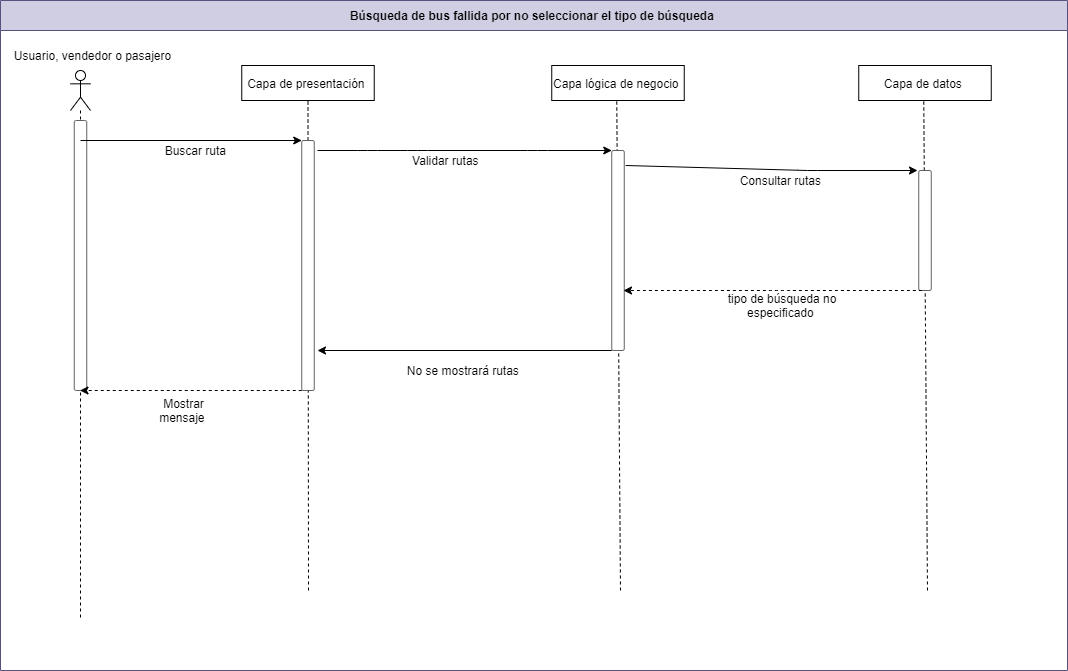 Búsqueda de bus fallida por no seleccionar el tipo de búsqueda
Usuario, vendedor o pasajero
Capa de presentación
Capa lógica de negocio
Capa de datos
Buscar ruta
Validar rutas
Consultar rutas
tipo de búsqueda no
especificado
No se mostrará rutas
Mostrar
mensaje